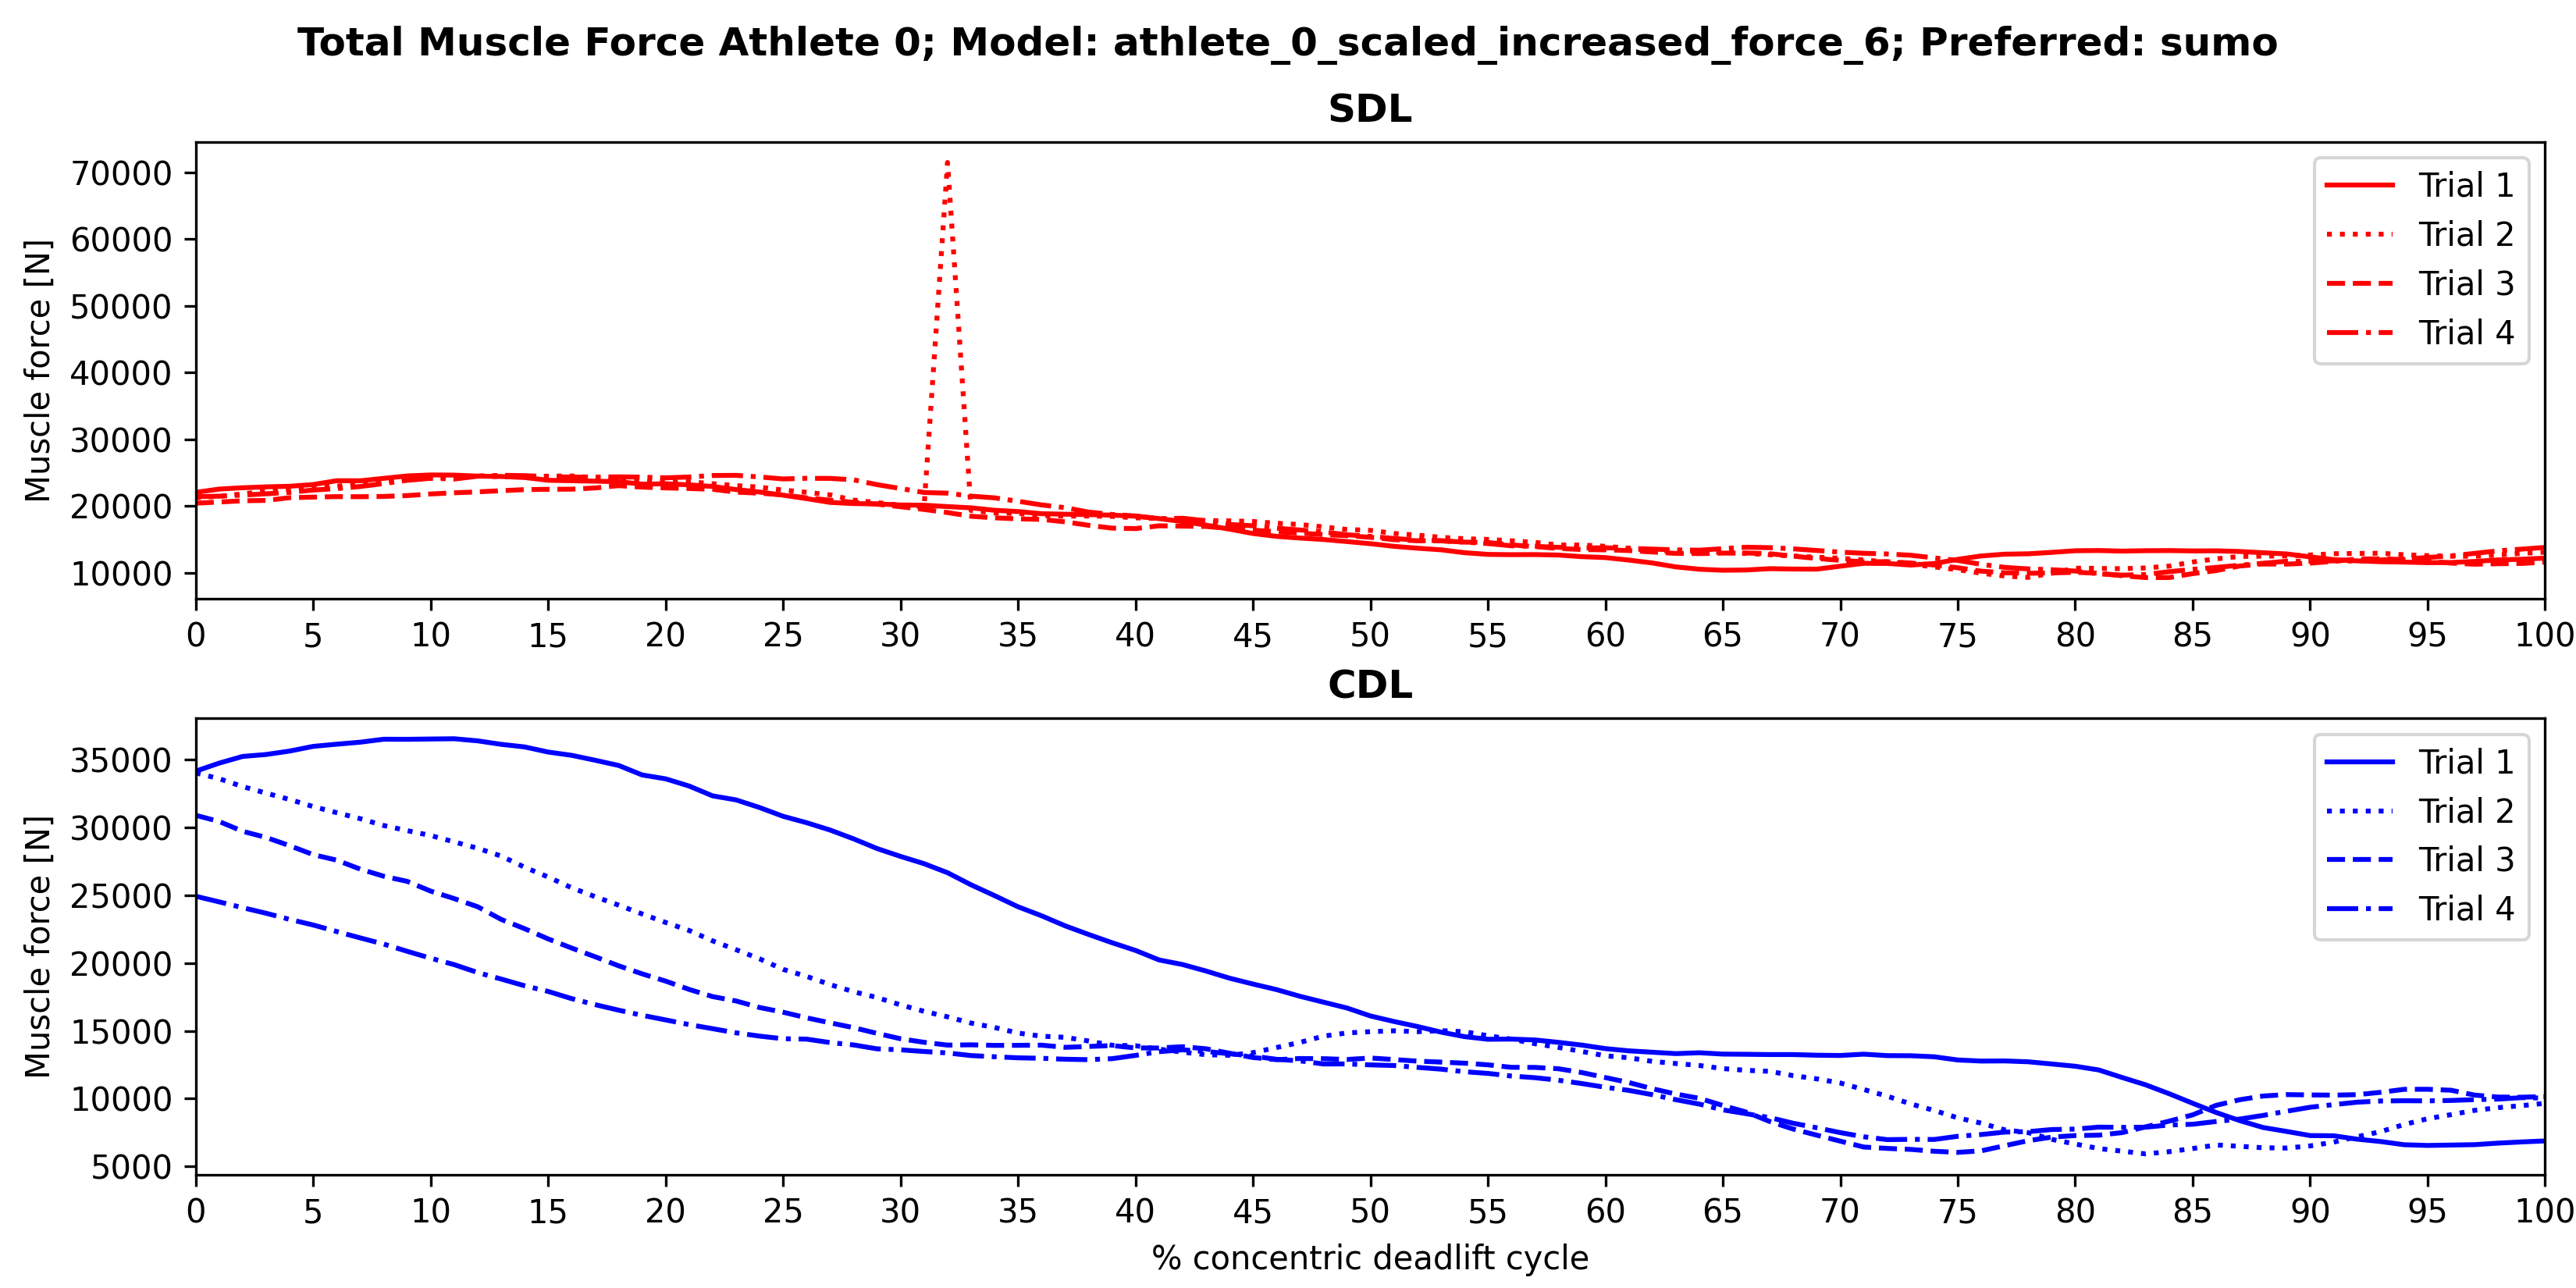 Total Muscle Force Athlete 0; Model: athlete_0_scaled_increased_force_6; Preferred: sumo
SDL
Muscle force [N]
70000
60000
50000
40000
30000
20000
10000
Trial 1
Trial 2
Trial 3
Trial 4
0 5 10 15 20 25 30 35 40 45 50 55 60 65 70 75 80 85 90 95 100
CDL
Muscle force [N]
35000
30000
25000
20000
15000
10000
5000
Trial 1
Trial 2
Trial 3
Trial 4
0 5 10 15 20 25 30 35 40 45 50 55 60 65 70 75 80 85 90 95 100
% concentric deadlift cycle